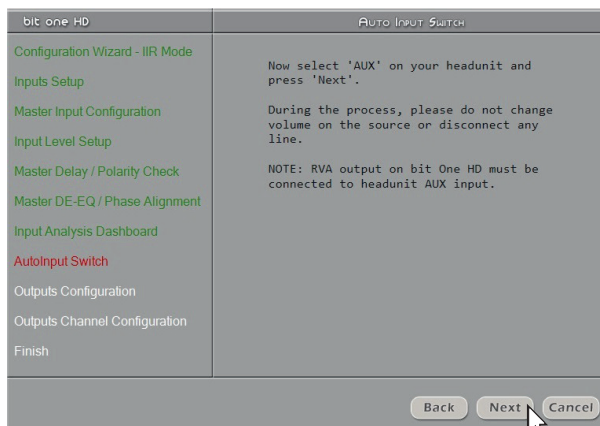 bit one HD
Auto Input Switch
Configuration Wizard - IIR Mode
Inputs Setup
Master Input Configuration
Input Level Setup
Master Delay / Polarity Check
Master DE-EQ / Phase Alignment
Input Analysis Dashboard
AutoInput Switch
Outputs Configuration
Outputs Channel Configuration
Finish
Now select 'AUX' on your headunit and
press 'Next'.
During the process, please do not change
volume on the source or disconnect any
line.
NOTE: RVA output on bit One HD must be
connected to headunit AUX input.
Back
Next
Cancel